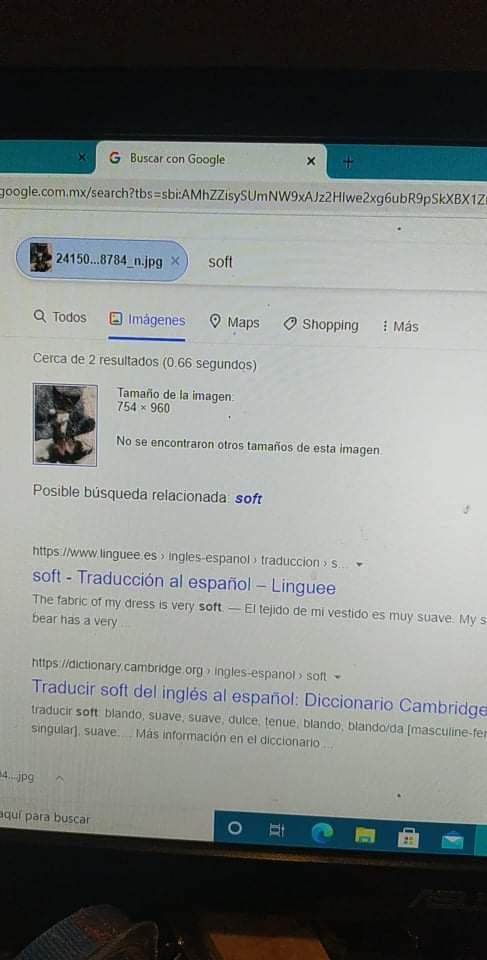 Buscar con Google
google.com.mx/search?tbs=sbi:AMhZZisySUmNW9xAJz2Hlwe2xg6ubR9pSkXBX1Z
24150...8784_n.jpg
soft
Todos
Imágenes
Maps
Shopping
Más
Cerca de 2 resultados (0.66 segundos)
Tamaño de la imagen:
754 × 960
No se encontraron otros tamaños de esta imagen.
Posible búsqueda relacionada: soft
https://www.linguee.es › ingles-espanol › traduccion › s...
soft - Traducción al español – Linguee
The fabric of my dress is very soft. — El tejido de mi vestido es muy suave. My s
bear has a very ...
https://dictionary.cambridge.org › ingles-espanol › soft
Traducir soft del inglés al español: Diccionario Cambridge
traducir soft: blando, suave, suave, dulce, tenue, blando, blando/da [masculine-fe
singular], suave.... Más información en el diccionario ...
4....jpg
aquí para buscar
ASUS